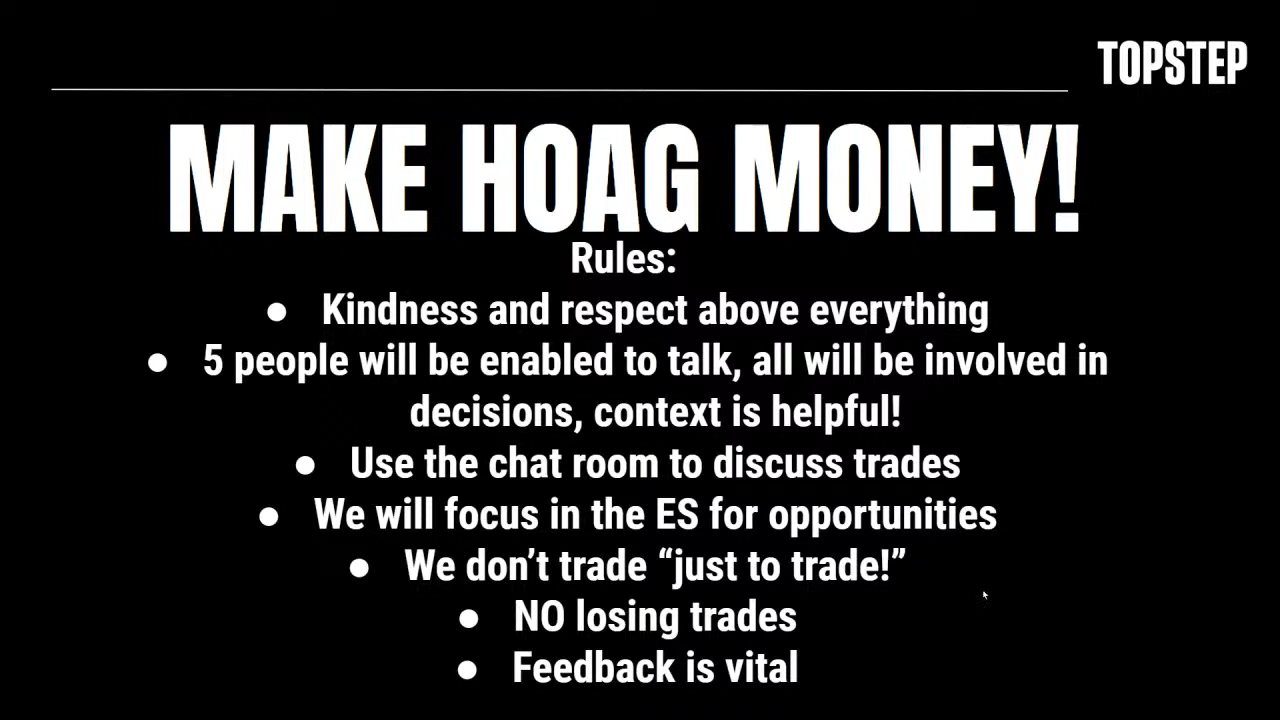 TOPSTEP
MAKE HOAG MONEY!
Rules:
● Kindness and respect above everything
● 5 people will be enabled to talk, all will be involved in
decisions, context is helpful!
● Use the chat room to discuss trades
● We will focus in the ES for opportunities
● We don’t trade “just to trade!”
● NO losing trades
● Feedback is vital